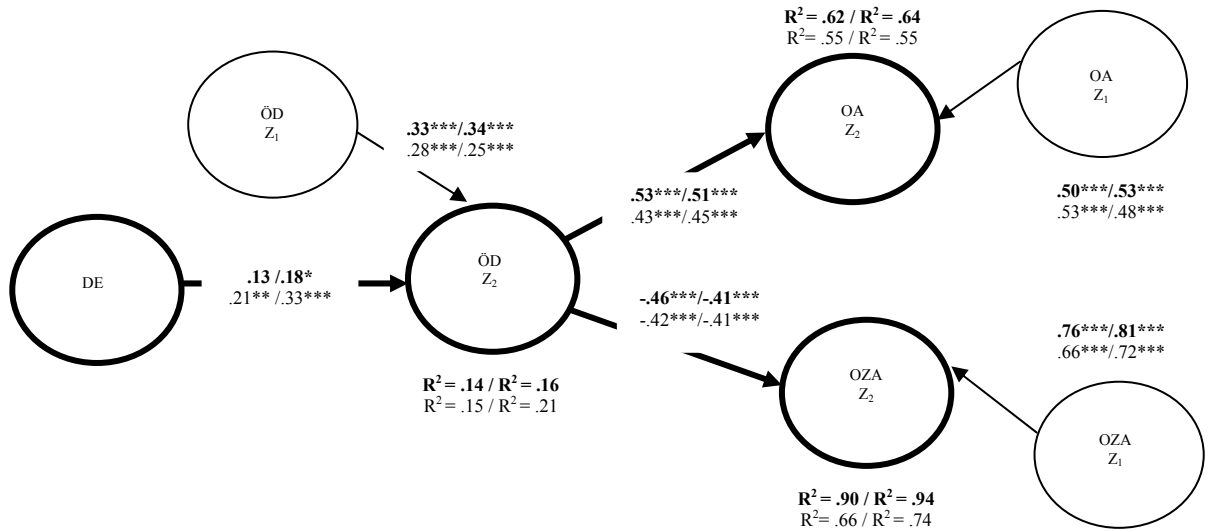 R² = .62 / R² = .64
R²= .55 / R² = .55
ÖD
Z₁
OA
Z₂
OA
Z₁
.33***/.34***
.28***/.25***
.53***/.51***
.43***/.45***
.50***/.53***
.53***/.48***
DE
.13 /.18*
.21** /.33***
ÖD
Z₂
-.46***/-.41***
-.42***/-.41***
R² = .14 / R² = .16
R² = .15 / R² = .21
.76***/.81***
.66***/.72***
OZA
Z₂
OZA
Z₁
R² = .90 / R² = .94
R²= .66 / R² = .74